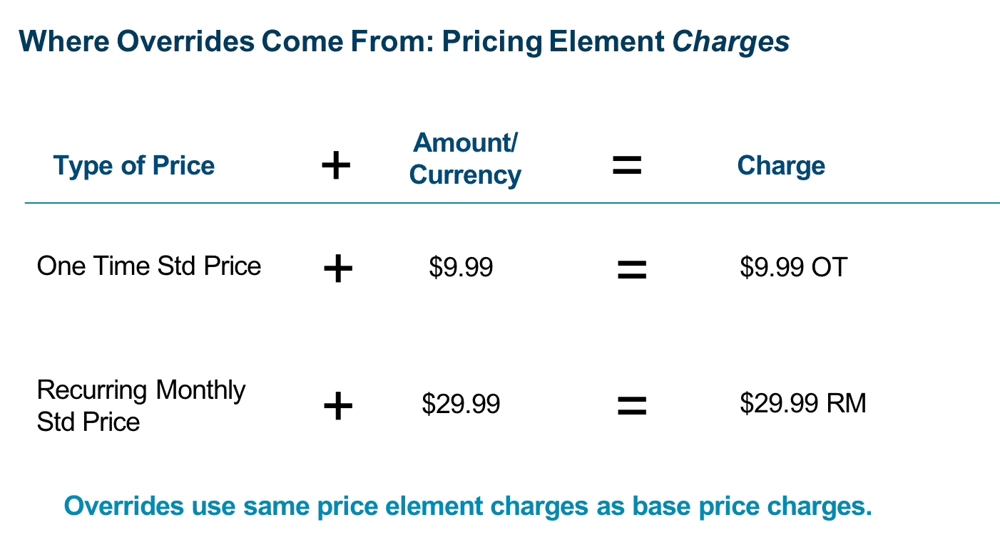 Where Overrides Come From: Pricing Element Charges
Type of Price + Amount/
Currency = Charge
One Time Std Price + $9.99 = $9.99 OT
Recurring Monthly
Std Price + $29.99 = $29.99 RM
Overrides use same price element charges as base price charges.